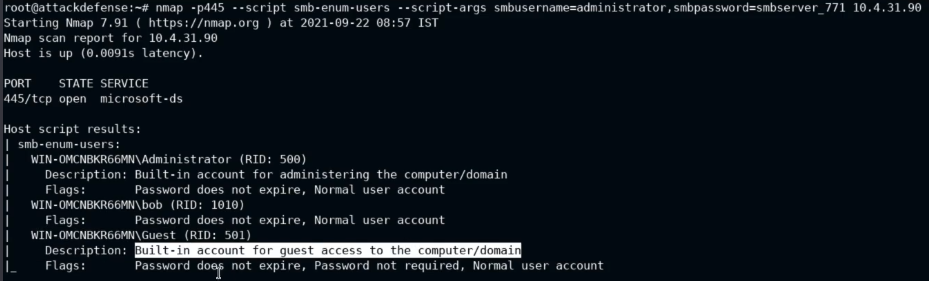 root@attackdefense:~# nmap -p445 --script smb-enum-users --script-args smbusername=administrator,smbpassword=smbserver_771 10.4.31.90
Starting Nmap 7.91 ( https://nmap.org ) at 2021-09-22 08:57 IST
Nmap scan report for 10.4.31.90
Host is up (0.0091s latency).
PORT    STATE SERVICE
445/tcp open  microsoft-ds
Host script results:
| smb-enum-users:
|   WIN-OMCNBKR66MN\Administrator (RID: 500)
|     Description: Built-in account for administering the computer/domain
|     Flags:       Password does not expire, Normal user account
|   WIN-OMCNBKR66MN\bob (RID: 1010)
|     Flags:       Password does not expire, Normal user account
|   WIN-OMCNBKR66MN\Guest (RID: 501)
|     Description: Built-in account for guest access to the computer/domain
|_    Flags:       Password does not expire, Password not required, Normal user account